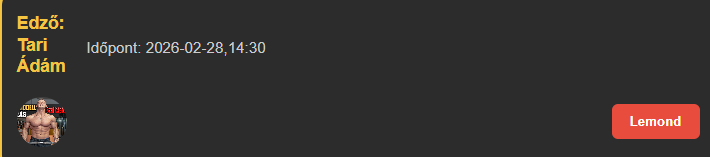 Edző:
Tari
Ádám
Időpont: 2026-02-28,14:30
Lemond